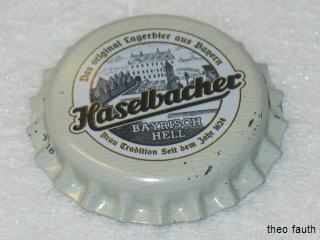 Das original Lagerbier aus Bayern
Haselbacher
BAYRISCH
HELL
Brau Tradition Seit dem Jahr 1624
theo fauth